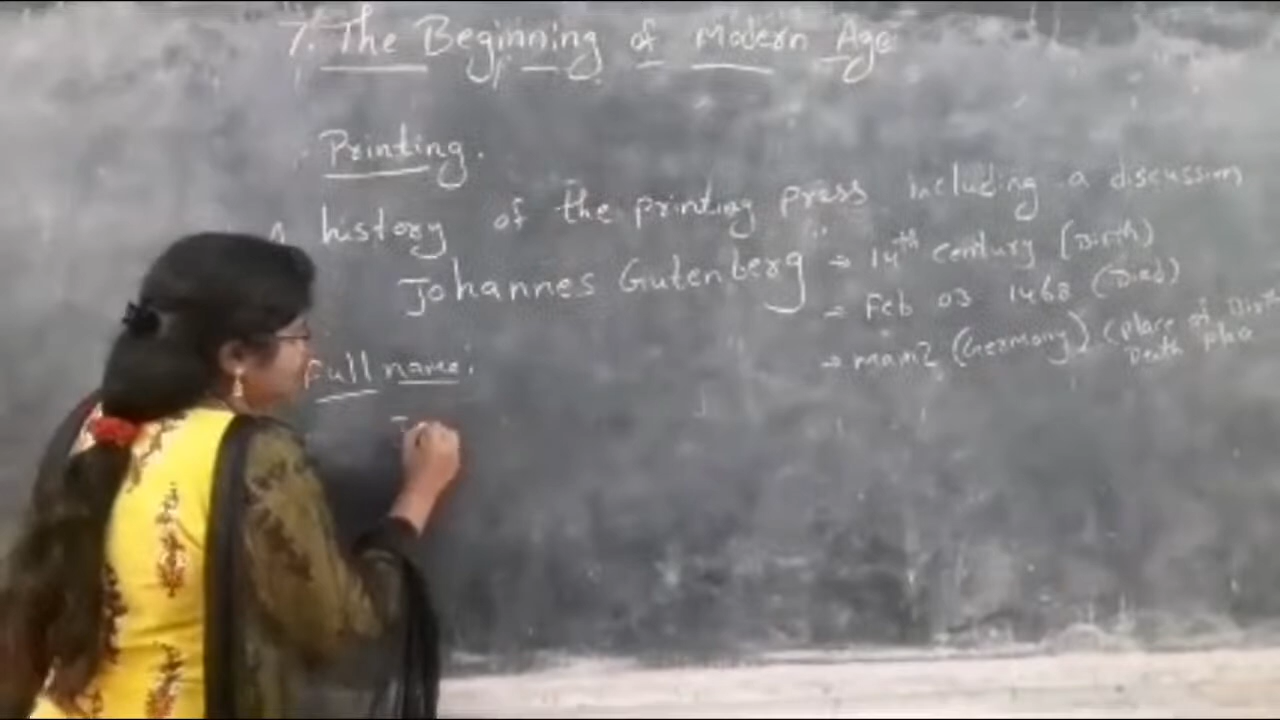 7. The Beginning of Modern Age
Printing.
A history of the printing press including a discussion
Johannes Gutenberg → 14th century (Birth)
→ Feb 03 1468 (Died)
→ mainz (Germany) (place of Birth
Death place
Full name: